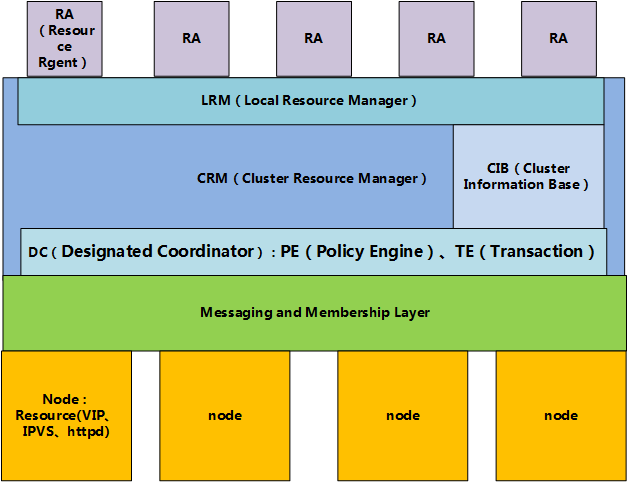 RA
（Resour
ce
Rgent）
RA
RA
RA
RA
LRM（Local Resource Manager）
CRM（Cluster Resource Manager）
CIB（Cluster
Information Base）
DC（Designated Coordinator）：PE（Policy Engine）、TE（Transaction）
Messaging and Membership Layer
Node：
Resource(VIP、
IPVS、httpd)
node
node
node